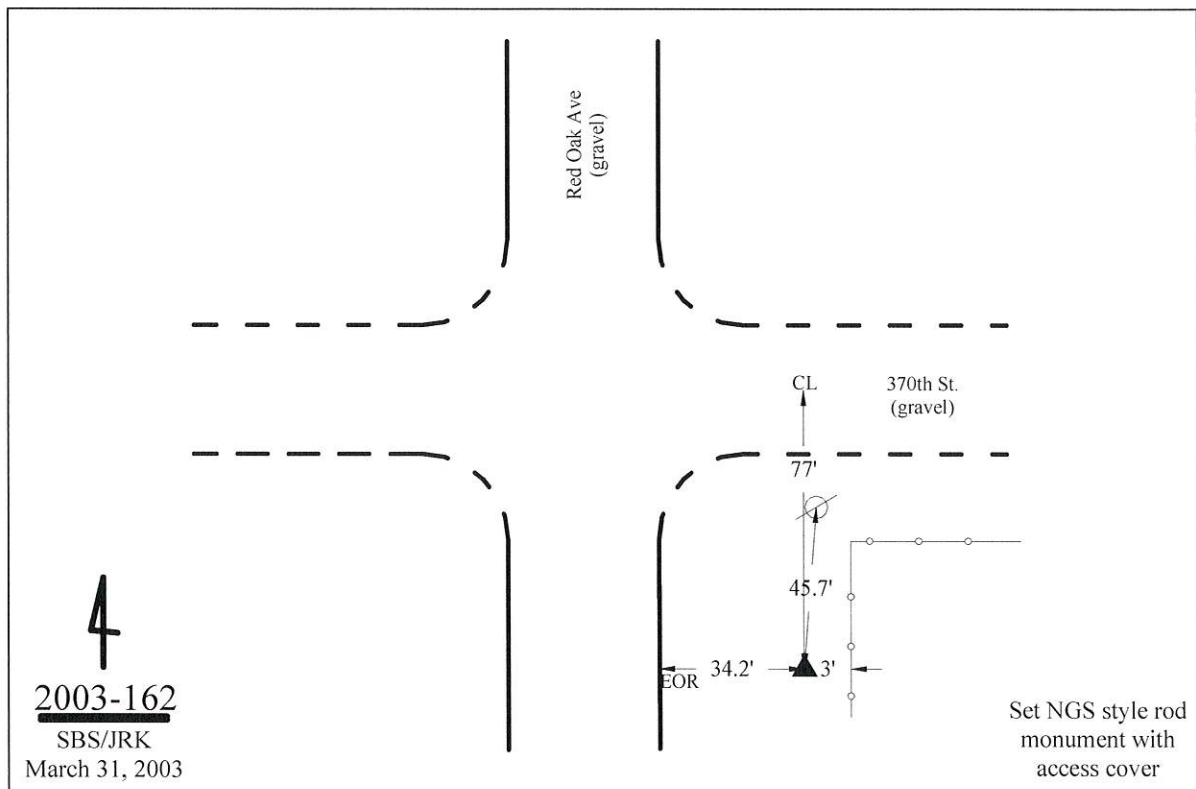 Red Oak Ave
(gravel)
CL
370th St.
(gravel)
77'
45.7'
EOR
34.2'
3'
2003-162
SBS/JRK
March 31, 2003
Set NGS style rod
monument with
access cover